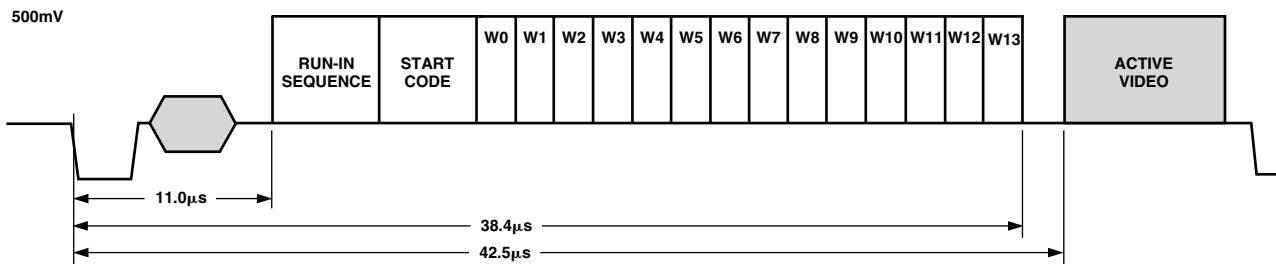 500mV
RUN-IN
SEQUENCE
START
CODE
W0 W1 W2 W3 W4 W5 W6 W7 W8 W9 W10 W11 W12 W13
ACTIVE
VIDEO
11.0μs
38.4μs
42.5μs